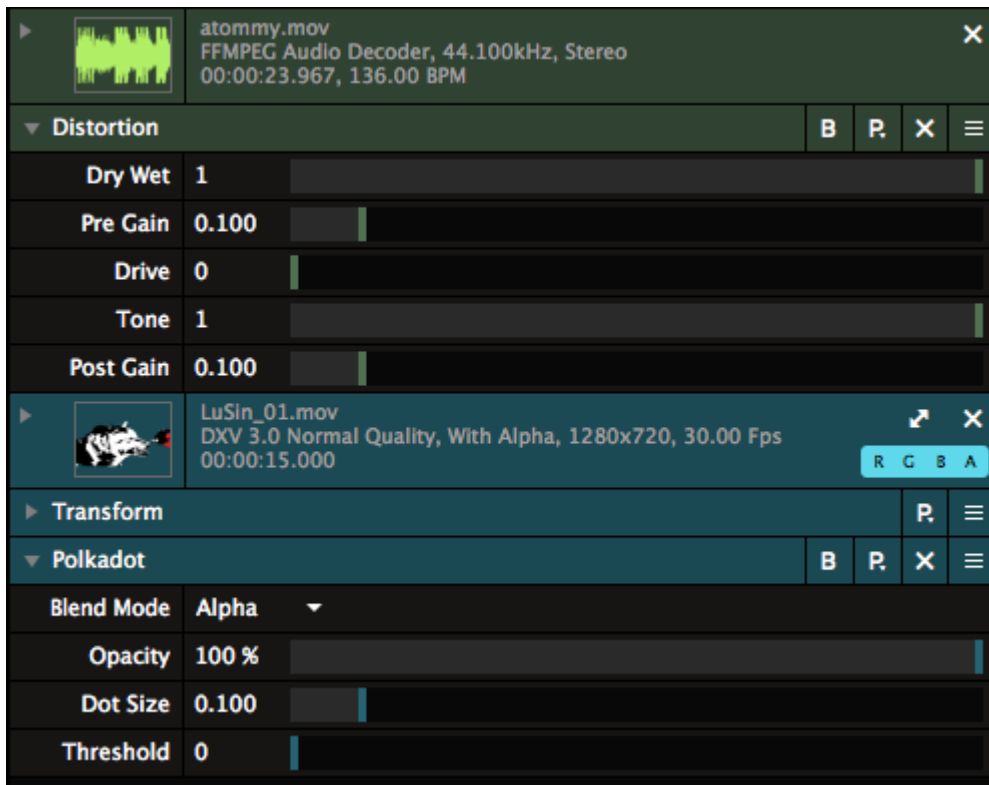 atommy.mov
FFMPEG Audio Decoder, 44.100kHz, Stereo
00:00:23.967, 136.00 BPM
Distortion B P. X
Dry Wet 1
Pre Gain 0.100
Drive 0
Tone 1
Post Gain 0.100
LuSin_01.mov
DXV 3.0 Normal Quality, With Alpha, 1280x720, 30.00 Fps
00:00:15.000
R G B A
Transform P.
Polkadot B P. X
Blend Mode Alpha
Opacity 100 %
Dot Size 0.100
Threshold 0